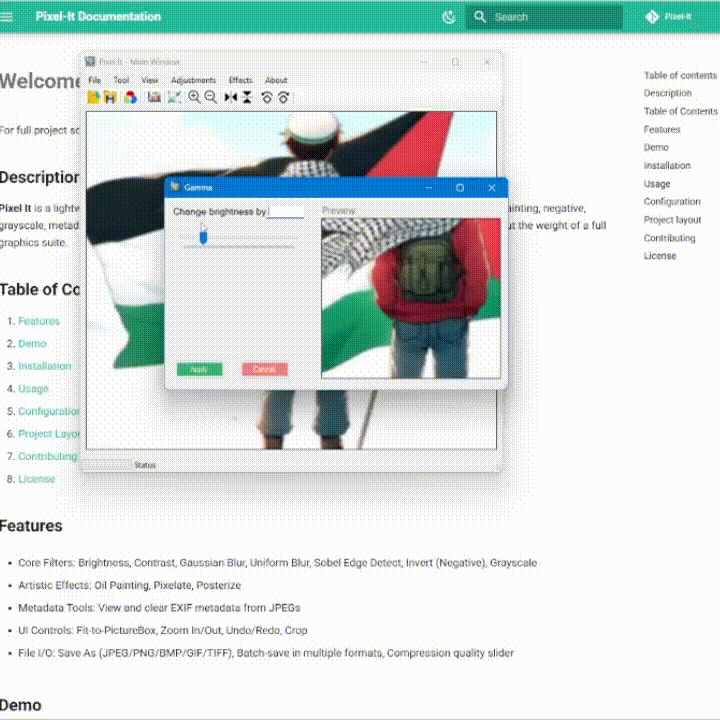 Pixel-It Documentation
Search
Pixel-It
Welcome
For full project
Description
Pixel It is a lightw
ainting, negative,
grayscale, metad
ut the weight of a full
graphics suite.
Table of Co
1. Features
2. Demo
3. Installation
4. Usage
5. Configuration
6. Project Layou
7. Contributing
8. License
Features
• Core Filters: Brightness, Contrast, Gaussian Blur, Uniform Blur, Sobel Edge Detect, Invert (Negative), Grayscale
• Artistic Effects: Oil Painting, Pixelate, Posterize
• Metadata Tools: View and clear EXIF metadata from JPEGs
• UI Controls: Fit-to-PictureBox, Zoom In/Out, Undo/Redo, Crop
• File I/O: Save As (JPEG/PNG/BMP/GIF/TIFF), Batch-save in multiple formats, Compression quality slider
Demo
Pixel It - Main Window
File Tool View Adjustments Effects About
Gamma
Change brightness by
Preview
Apply
Cancel
Status
Table of contents
Description
Table of Contents
Features
Demo
Installation
Usage
Configuration
Project layout
Contributing
License